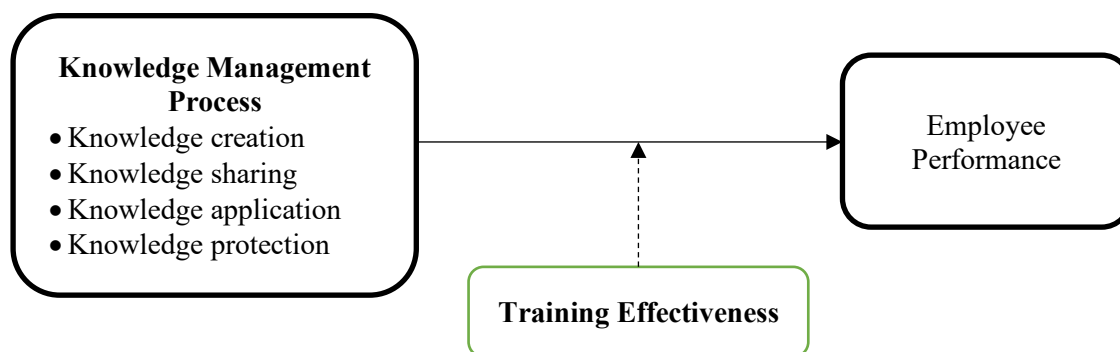 Knowledge Management
Process
• Knowledge creation
• Knowledge sharing
• Knowledge application
• Knowledge protection
Employee
Performance
Training Effectiveness